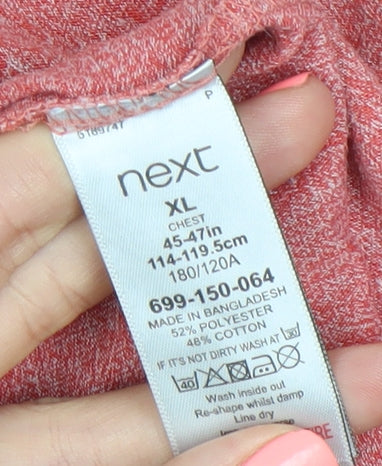 P
next
XL
CHEST
45-47in
114-119.5cm
180/120A
699-150-064
MADE IN BANGLADESH
52% POLYESTER
48% COTTON
IF IT'S NOT DIRTY WASH AT 30
40
Wash inside out
Re-shape whilst damp
Line dry